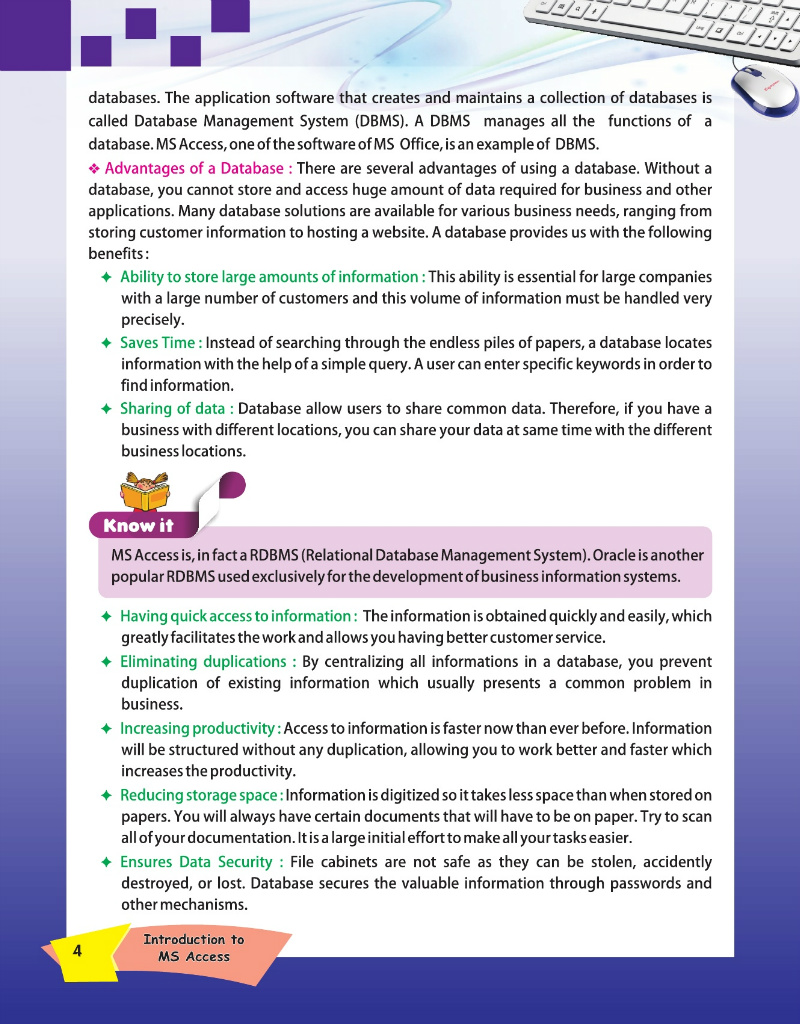 databases. The application software that creates and maintains a collection of databases is
called Database Management System (DBMS). A DBMS manages all the functions of a
database. MS Access, one of the software of MS Office, is an example of DBMS.
❖ Advantages of a Database : There are several advantages of using a database. Without a
database, you cannot store and access huge amount of data required for business and other
applications. Many database solutions are available for various business needs, ranging from
storing customer information to hosting a website. A database provides us with the following
benefits :
✦ Ability to store large amounts of information : This ability is essential for large companies
with a large number of customers and this volume of information must be handled very
precisely.
✦ Saves Time : Instead of searching through the endless piles of papers, a database locates
information with the help of a simple query. A user can enter specific keywords in order to
find information.
✦ Sharing of data : Database allow users to share common data. Therefore, if you have a
business with different locations, you can share your data at same time with the different
business locations.
Know it
MS Access is, in fact a RDBMS (Relational Database Management System). Oracle is another
popular RDBMS used exclusively for the development of business information systems.
✦ Having quick access to information : The information is obtained quickly and easily, which
greatly facilitates the work and allows you having better customer service.
✦ Eliminating duplications : By centralizing all informations in a database, you prevent
duplication of existing information which usually presents a common problem in
business.
✦ Increasing productivity : Access to information is faster now than ever before. Information
will be structured without any duplication, allowing you to work better and faster which
increases the productivity.
✦ Reducing storage space : Information is digitized so it takes less space than when stored on
papers. You will always have certain documents that will have to be on paper. Try to scan
all of your documentation. It is a large initial effort to make all your tasks easier.
✦ Ensures Data Security : File cabinets are not safe as they can be stolen, accidently
destroyed, or lost. Database secures the valuable information through passwords and
other mechanisms.
4
Introduction to
MS Access